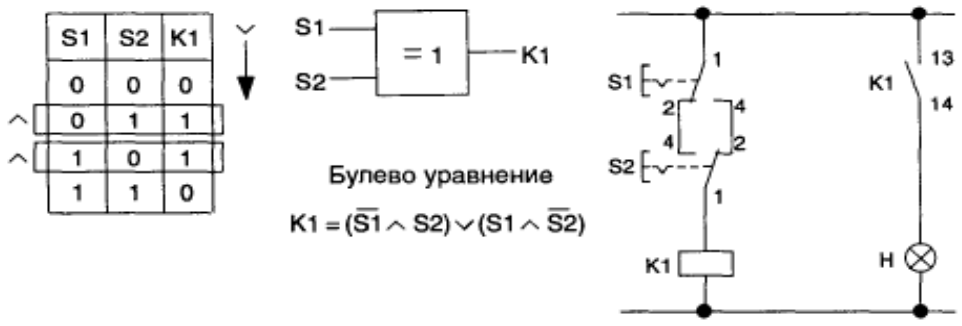 S1 S2 K1
0 0 0
0 1 1
1 0 1
1 1 0
S1
S2
= 1
K1
Булево уравнение
K1 = (S̅1̅ ∧ S2) ∨ (S1 ∧ S̅2̅)
S1
1
2
4
4
2
S2
1
K1
K1
13
14
H